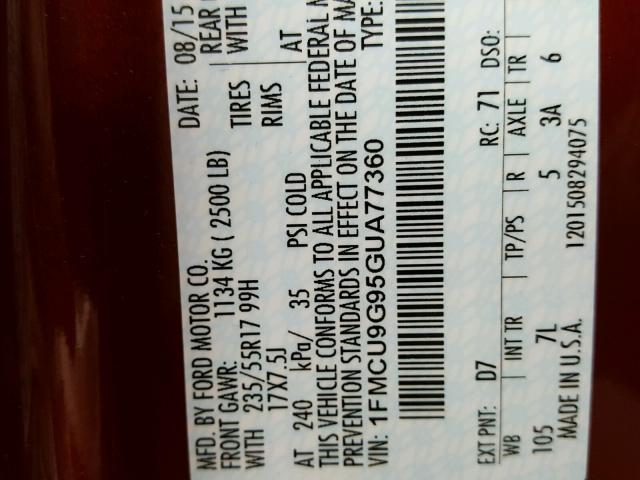 MFD. BY FORD MOTOR CO. DATE: 08/15
FRONT GAWR: 1134 KG ( 2500 LB) REAR
WITH 235/55R17 99H TIRES WITH
17X7.5J RIMS
AT 240 kPa/ 35 PSI COLD AT
THIS VEHICLE CONFORMS TO ALL APPLICABLE FEDERAL
PREVENTION STANDARDS IN EFFECT ON THE DATE OF
VIN: 1FMCU9G95GUA77360 TYPE:
EXT PNT: D7 RC: 71 DSO:
WB INT TR TP/PS R AXLE TR
105 7L 5 3A 6
MADE IN U.S.A. 1201508294075